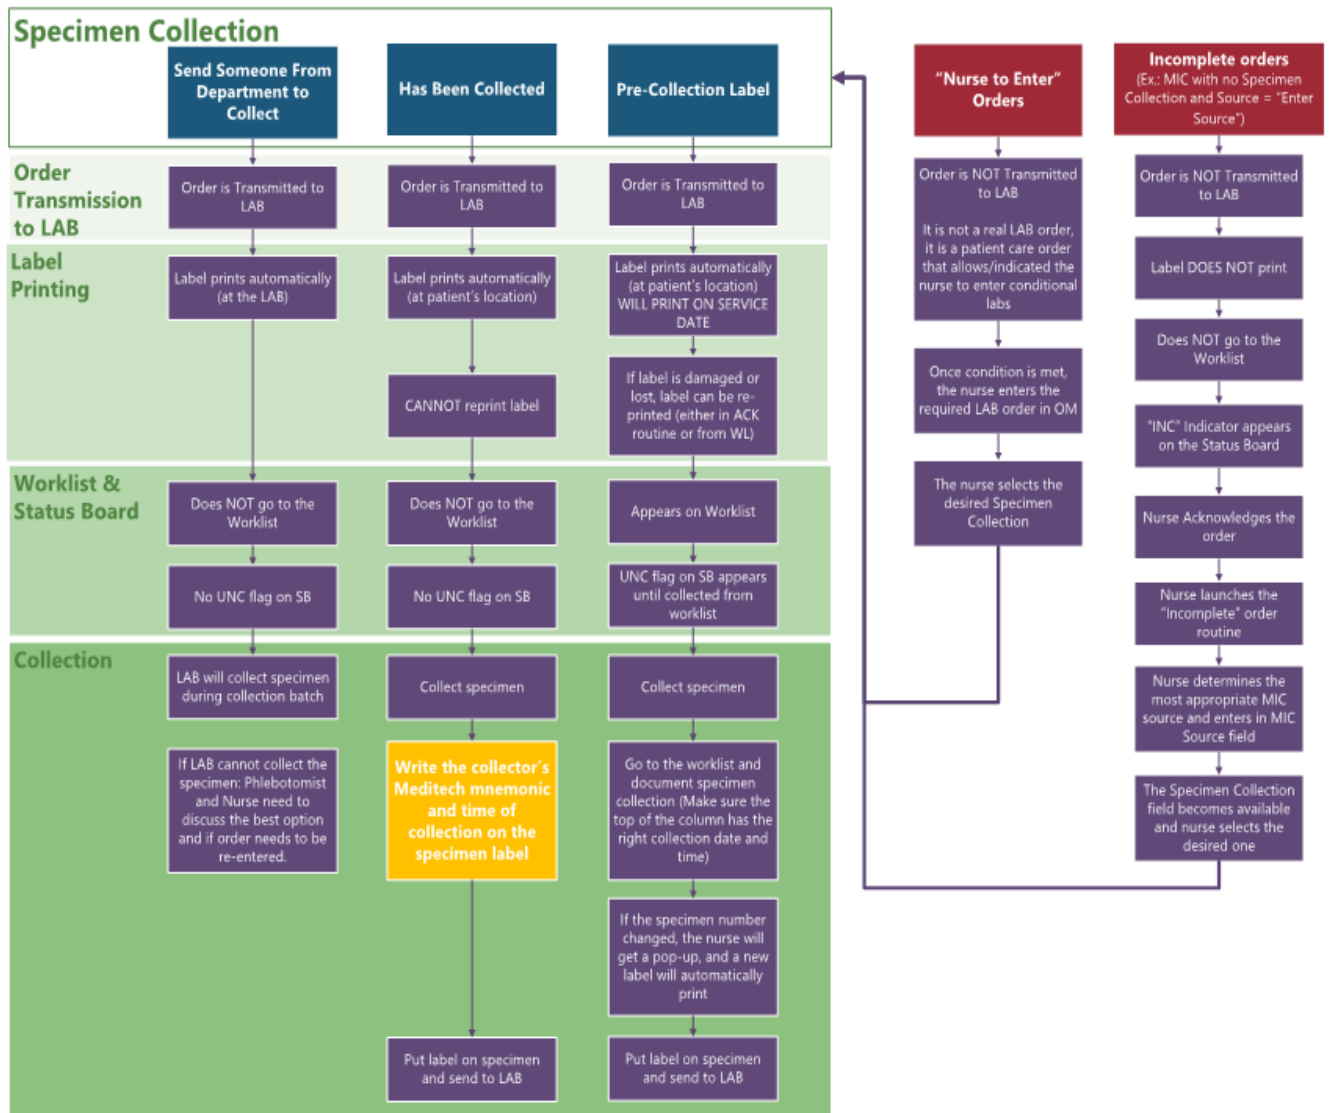 Specimen Collection
Send Someone From
Department to
Collect
Has Been Collected
Pre-Collection Label
"Nurse to Enter"
Orders
Incomplete orders
(Ex.: MIC with no Specimen
Collection and Source = "Enter
Source")
Order
Transmission
to LAB
Order is Transmitted to
LAB
Order is Transmitted to
LAB
Order is Transmitted to
LAB
Order is NOT Transmitted
to LAB
It is not a real LAB order,
it is a patient care order
that allows/indicated the
nurse to enter conditional
labs
Order is NOT Transmitted
to LAB
Label
Printing
Label prints automatically
(at the LAB)
Label prints automatically
(at patient's location)
Label prints automatically
(at patient's location)
WILL PRINT ON SERVICE
DATE
Label DOES NOT print
CANNOT reprint label
If label is damaged or
lost, label can be re-
printed (either in ACK
routine or from WL)
Once condition is met,
the nurse enters the
required LAB order in OM
Does NOT go to the
Worklist
"INC" Indicator appears
on the Status Board
Worklist &
Status Board
Does NOT go to the
Worklist
Does NOT go to the
Worklist
Appears on Worklist
The nurse selects the
desired Specimen
Collection
Nurse Acknowledges the
order
No UNC flag on SB
No UNC flag on SB
UNC flag on SB appears
until collected from
worklist
Nurse launches the
"Incomplete" order
routine
Collection
LAB will collect specimen
during collection batch
Collect specimen
Collect specimen
Nurse determines the
most appropriate MIC
source and enters in MIC
Source field
If LAB cannot collect the
specimen: Phlebotomist
and Nurse need to
discuss the best option
and if order needs to be
re-entered.
Write the collector's
Meditech mnemonic
and time of
collection on the
specimen label
Go to the worklist and
document specimen
collection (Make sure the
top of the column has the
right collection date and
time)
The Specimen Collection
field becomes available
and nurse selects the
desired one
If the specimen number
changed, the nurse will
get a pop-up, and a new
label will automatically
print
Put label on specimen
and send to LAB
Put label on specimen
and send to LAB